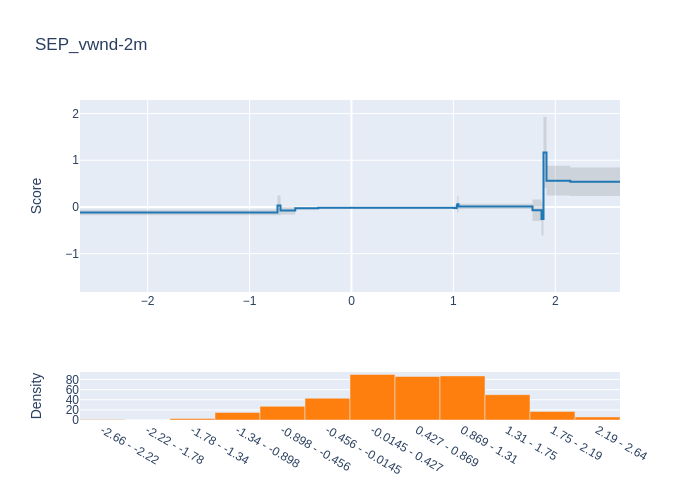 SEP_vwnd-2m
2
1
0
−1
Score
−2
−1
0
1
2
80
60
40
20
0
Density
-2.66 - -2.22
-2.22 - -1.78
-1.78 - -1.34
-1.34 - -0.898
-0.898 - -0.456
-0.456 - -0.0145
-0.0145 - 0.427
0.427 - 0.869
0.869 - 1.31
1.31 - 1.75
1.75 - 2.19
2.19 - 2.64